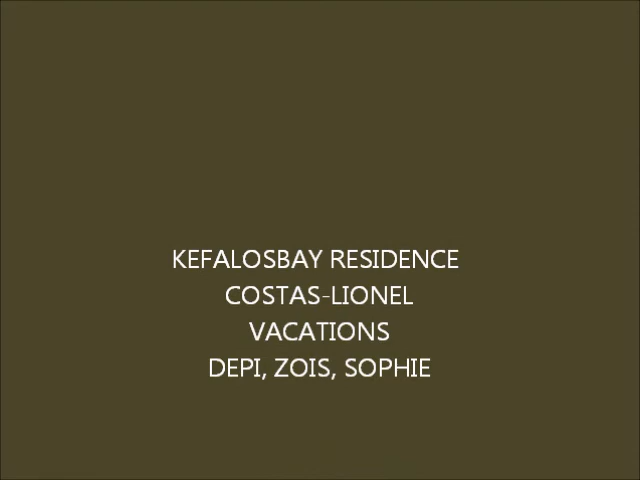 KEFALOSBAY RESIDENCE
COSTAS-LIONEL
VACATIONS
DEPI, ZOIS, SOPHIE